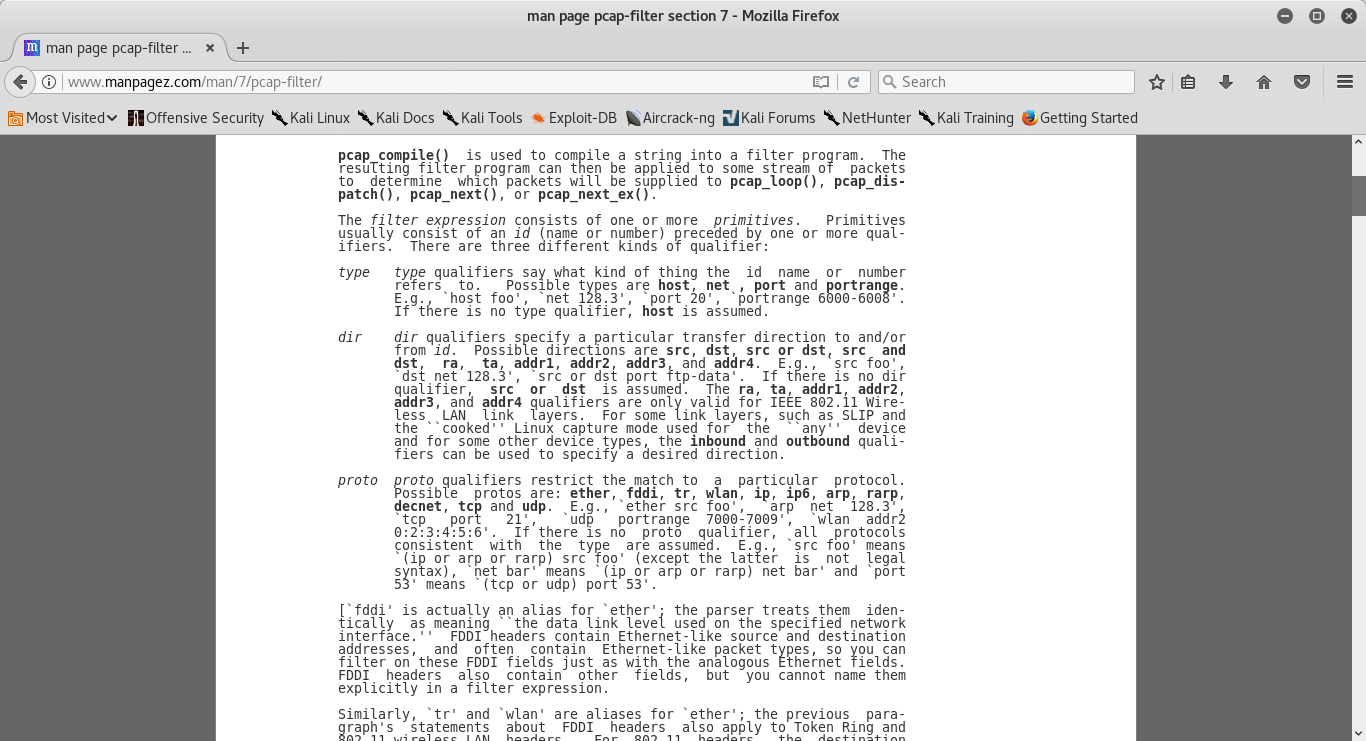 man page pcap-filter section 7 - Mozilla Firefox
man page pcap-filter ...
www.manpagez.com/man/7/pcap-filter/
Search
Most Visited Offensive Security Kali Linux Kali Docs Kali Tools Exploit-DB Aircrack-ng Kali Forums NetHunter Kali Training Getting Started
pcap_compile() is used to compile a string into a filter program. The
resulting filter program can then be applied to some stream of packets
to determine which packets will be supplied to pcap_loop(), pcap_dis-
patch(), pcap_next(), or pcap_next_ex().
The filter expression consists of one or more primitives. Primitives
usually consist of an id (name or number) preceded by one or more qual-
ifiers. There are three different kinds of qualifier:
type type qualifiers say what kind of thing the id name or number
refers to. Possible types are host, net , port and portrange.
E.g., `host foo', `net 128.3', `port 20', `portrange 6000-6008'.
If there is no type qualifier, host is assumed.
dir dir qualifiers specify a particular transfer direction to and/or
from id. Possible directions are src, dst, src or dst, src and
dst, ra, ta, addr1, addr2, addr3, and addr4. E.g., `src foo',
`dst net 128.3', `src or dst port ftp-data'. If there is no dir
qualifier, src or dst is assumed. The ra, ta, addr1, addr2,
addr3, and addr4 qualifiers are only valid for IEEE 802.11 Wire-
less LAN link layers. For some link layers, such as SLIP and
the ``cooked'' Linux capture mode used for the ``any'' device
and for some other device types, the inbound and outbound quali-
fiers can be used to specify a desired direction.
proto proto qualifiers restrict the match to a particular protocol.
Possible protos are: ether, fddi, tr, wlan, ip, ip6, arp, rarp,
decnet, tcp and udp. E.g., `ether src foo', `arp net 128.3',
`tcp port 21', `udp portrange 7000-7009', `wlan addr2
0:2:3:4:5:6'. If there is no proto qualifier, all protocols
consistent with the type are assumed. E.g., `src foo' means
`(ip or arp or rarp) src foo' (except the latter is not legal
syntax), `net bar' means `(ip or arp or rarp) net bar' and `port
53' means `(tcp or udp) port 53'.
[`fddi' is actually an alias for `ether'; the parser treats them iden-
tically as meaning ``the data link level used on the specified network
interface.'' FDDI headers contain Ethernet-like source and destination
addresses, and often contain Ethernet-like packet types, so you can
filter on these FDDI fields just as with the analogous Ethernet fields.
FDDI headers also contain other fields, but you cannot name them
explicitly in a filter expression.
Similarly, `tr' and `wlan' are aliases for `ether'; the previous para-
graph's statements about FDDI headers also apply to Token Ring and
802.11 wireless LAN headers. For 802.11 headers, the destination